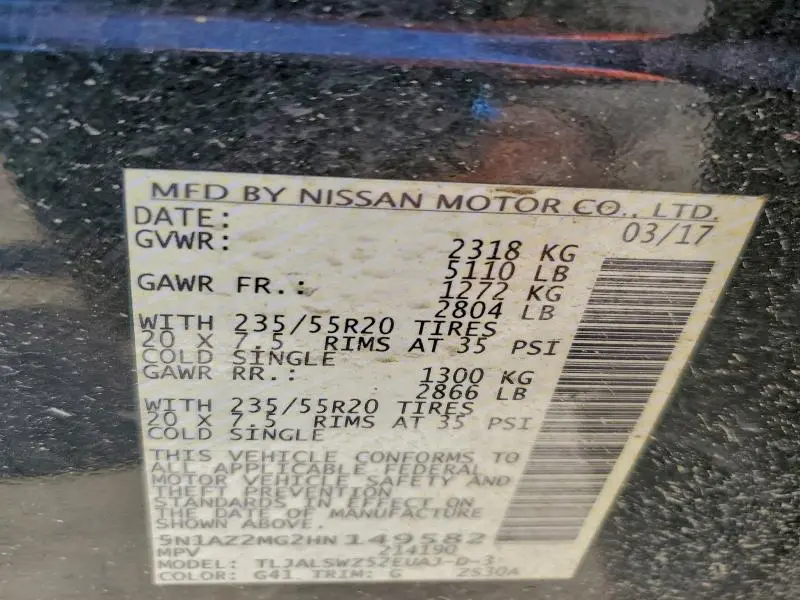 MFD BY NISSAN MOTOR CO., LTD.
DATE: 03/17
GVWR: 2318 KG
5110 LB
GAWR FR.: 1272 KG
2804 LB
WITH 235/55R20 TIRES
20 X 7.5 RIMS AT 35 PSI
COLD SINGLE
GAWR RR.: 1300 KG
2866 LB
WITH 235/55R20 TIRES
20 X 7.5 RIMS AT 35 PSI
COLD SINGLE
THIS VEHICLE CONFORMS TO
ALL APPLICABLE FEDERAL
MOTOR VEHICLE SAFETY AND
THEFT PREVENTION
STANDARDS IN EFFECT ON
THE DATE OF MANUFACTURE
SHOWN ABOVE.
5N1AZ2MG2HN149582
MPV 214190
MODEL: TLJALSWZ52EUAJ-D-3
COLOR: G41 TRIM: G ZS30A